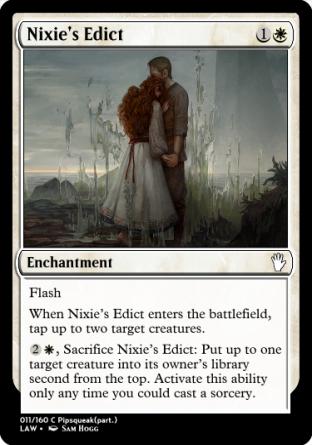 Nixie's Edict 1
Enchantment
Flash
When Nixie's Edict enters the battlefield,
tap up to two target creatures.
2 , Sacrifice Nixie's Edict: Put up to one
target creature into its owner's library
second from the top. Activate this ability
only any time you could cast a sorcery.
011/160 C Pipsqueak(part.)
LAW • SAM HOGG